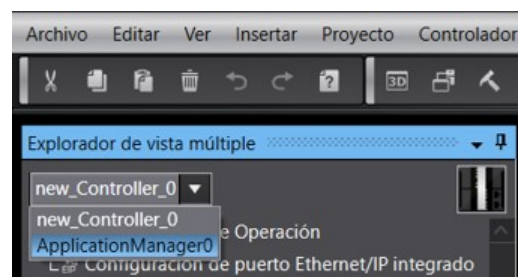 Archivo Editar Ver Insertar Proyecto Controlador
3D
Explorador de vista múltiple
new_Controller_0
new_Controller_0
e Operación
ApplicationManager0
Configuración de puerto Ethernet/IP integrado